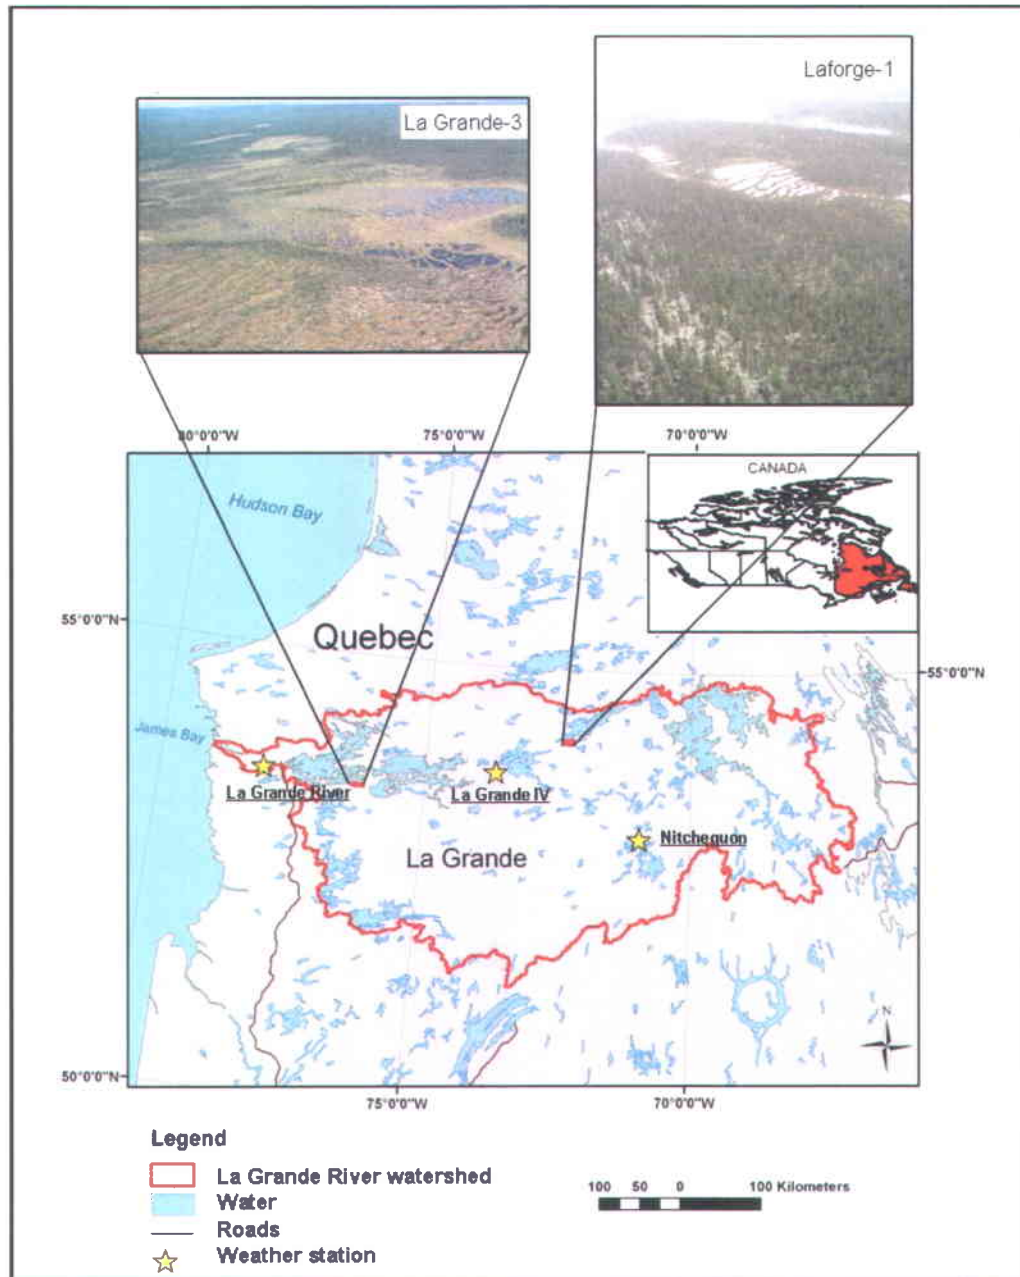 Laforge-1
La Grande-3
80°0'0"W
75°0'0"W
70°0'0"W
CANADA
Hudson Bay
55°0'0"N
Quebec
55°0'0"N
James Bay
La Grande River
La Grande IV
La Grande
Nitchequon
N
50°0'0"N
75°0'0"W
70°0'0"W
Legend
La Grande River watershed
Water
Roads
Weather station
100 50 0 100 Kilometers